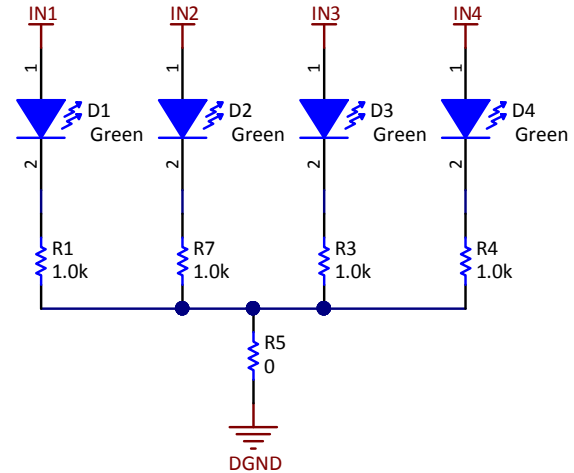 IN1 IN2 IN3 IN4
1 1 1 1
D1 D2 D3 D4
Green Green Green Green
2 2 2 2
R1 R7 R3 R4
1.0k 1.0k 1.0k 1.0k
R5
0
DGND